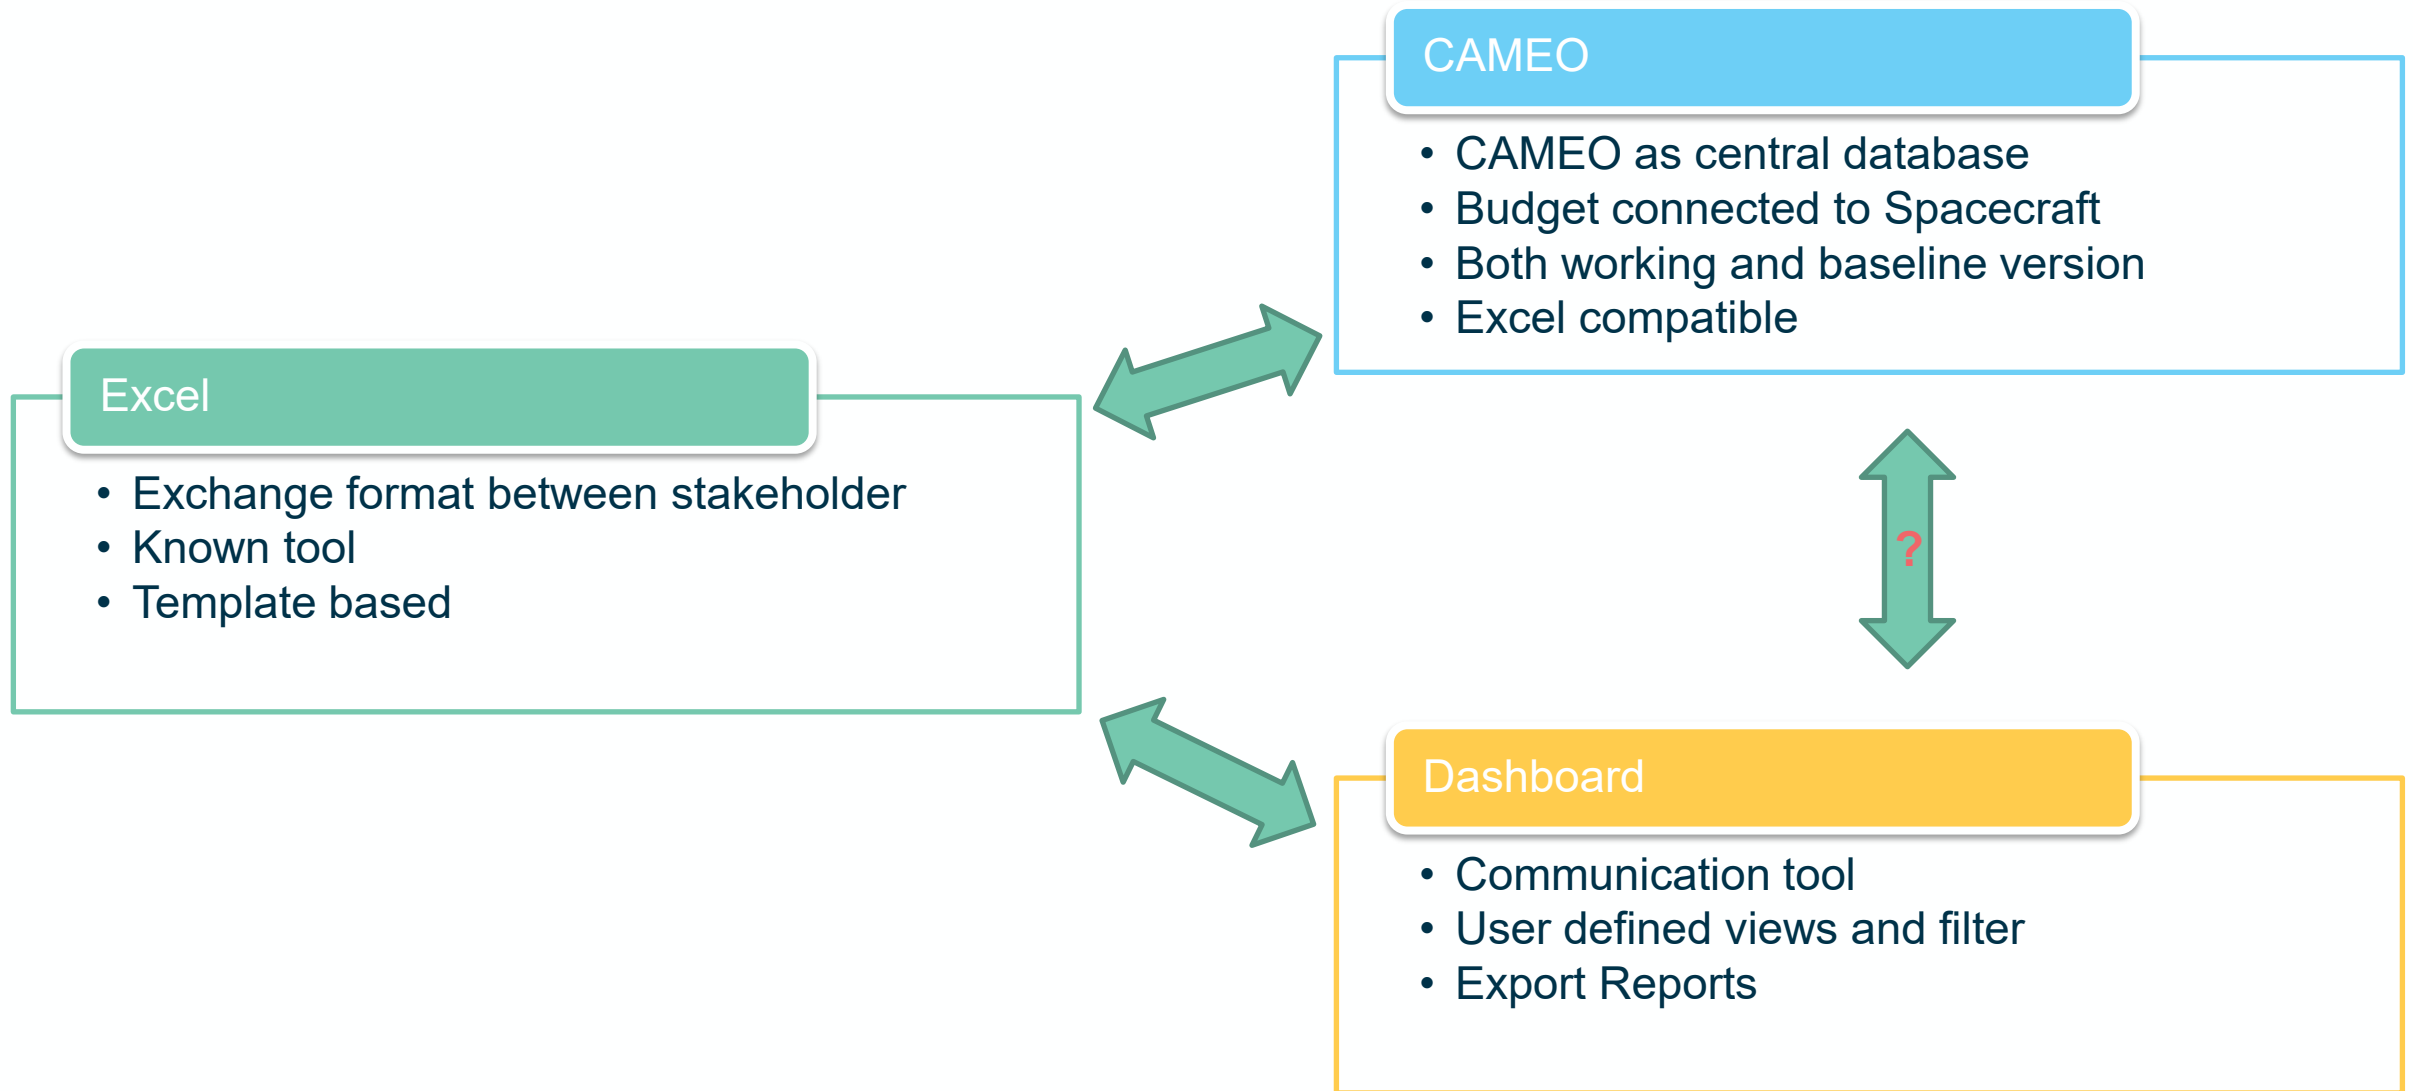 CAMEO
• CAMEO as central database
• Budget connected to Spacecraft
• Both working and baseline version
• Excel compatible
Excel
• Exchange format between stakeholder
• Known tool
• Template based
?
Dashboard
• Communication tool
• User defined views and filter
• Export Reports